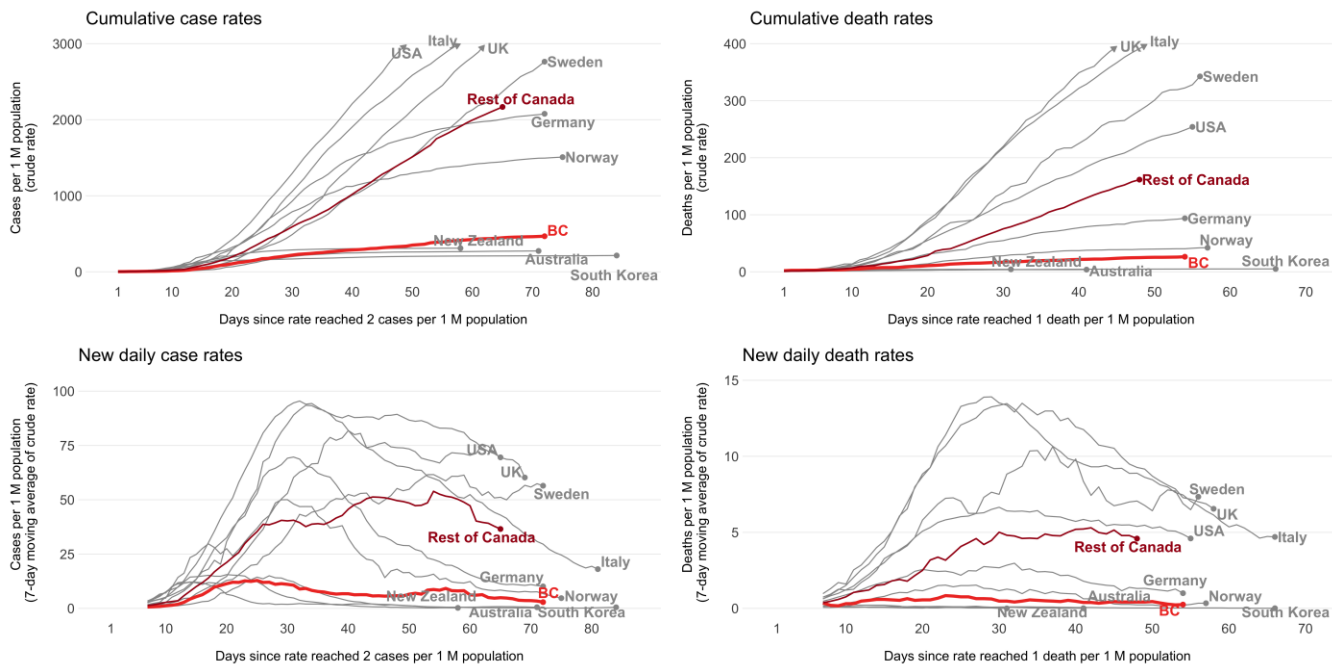 Cumulative case rates
Cases per 1 M population
(crude rate)
3000
2000
1000
0
USA
Italy
UK
Sweden
Rest of Canada
Germany
Norway
BC
New Zealand
Australia
South Korea
1 10 20 30 40 50 60 70 80
Days since rate reached 2 cases per 1 M population
Cumulative death rates
Deaths per 1 M population
(crude rate)
400
300
200
100
0
UK
Italy
Sweden
USA
Rest of Canada
Germany
Norway
BC
New Zealand
Australia
South Korea
1 10 20 30 40 50 60 70
Days since rate reached 1 death per 1 M population
New daily case rates
Cases per 1 M population
(7-day moving average of crude rate)
100
75
50
25
0
USA
UK
Sweden
Rest of Canada
Italy
Germany
BC
Norway
New Zealand
Australia
South Korea
1 10 20 30 40 50 60 70 80
Days since rate reached 2 cases per 1 M population
New daily death rates
Deaths per 1 M population
(7-day moving average of crude rate)
15
10
5
0
Sweden
UK
USA
Italy
Rest of Canada
Germany
Australia
Norway
BC
New Zealand
South Korea
1 10 20 30 40 50 60 70
Days since rate reached 1 death per 1 M population